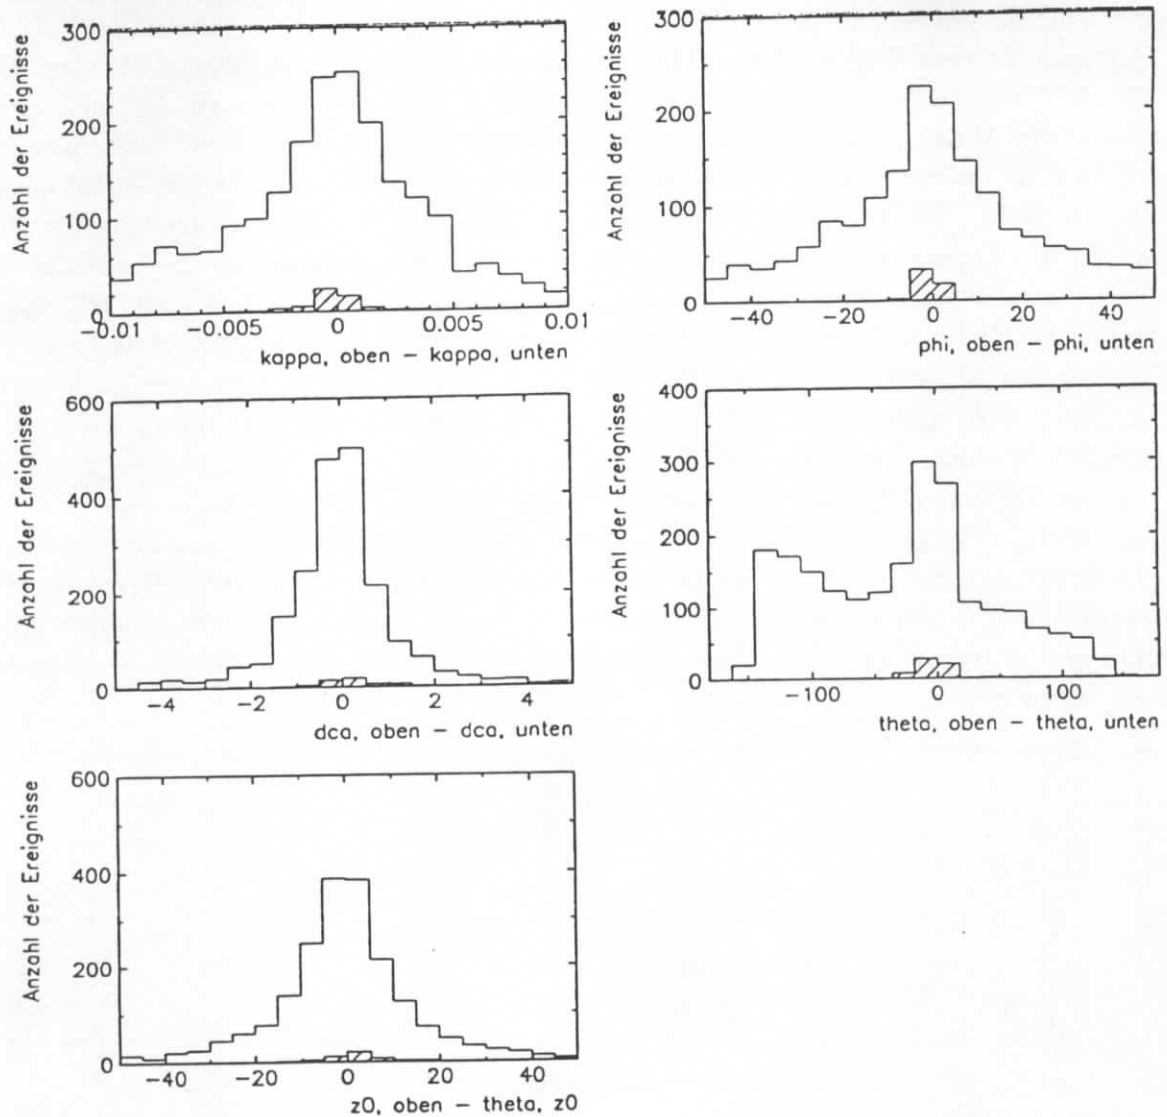 Anzahl der Ereignisse
300
200
100
0
−0.01 −0.005 0 0.005 0.01
kappa, oben − kappa, unten
Anzahl der Ereignisse
300
200
100
0
−40 −20 0 20 40
phi, oben − phi, unten
Anzahl der Ereignisse
600
400
200
0
−4 −2 0 2 4
dca, oben − dca, unten
Anzahl der Ereignisse
400
300
200
100
0
−100 0 100
theta, oben − theta, unten
Anzahl der Ereignisse
600
400
200
0
−40 −20 0 20 40
z0, oben − theta, z0